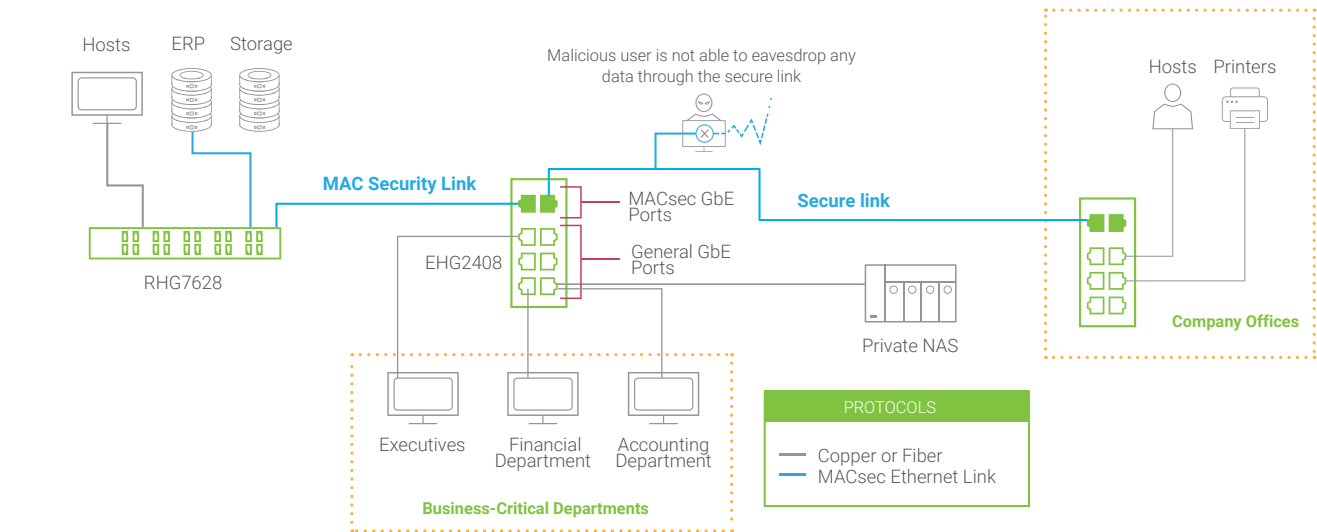 Hosts
ERP
Storage
Malicious user is not able to eavesdrop any
data through the secure link
Hosts
Printers
MAC Security Link
MACsec GbE
Ports
Secure link
General GbE
Ports
EHG2408
RHG7628
Private NAS
Company Offices
Executives
Financial
Department
Accounting
Department
Business-Critical Departments
PROTOCOLS
Copper or Fiber
MACsec Ethernet Link